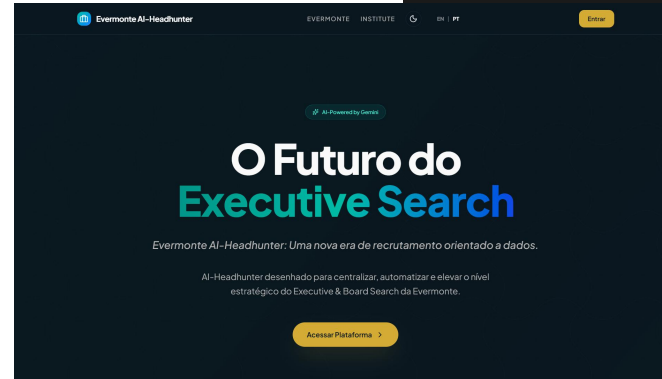 Evermonte AI-Headhunter
EVERMONTE INSTITUTE EN | PT
Entrar
AI-Powered by Gemini
O Futuro do
Executive Search
Evermonte AI-Headhunter: Uma nova era de recrutamento orientado a dados.
AI-Headhunter desenhado para centralizar, automatizar e elevar o nível
estratégico do Executive & Board Search da Evermonte.
Acessar Plataforma